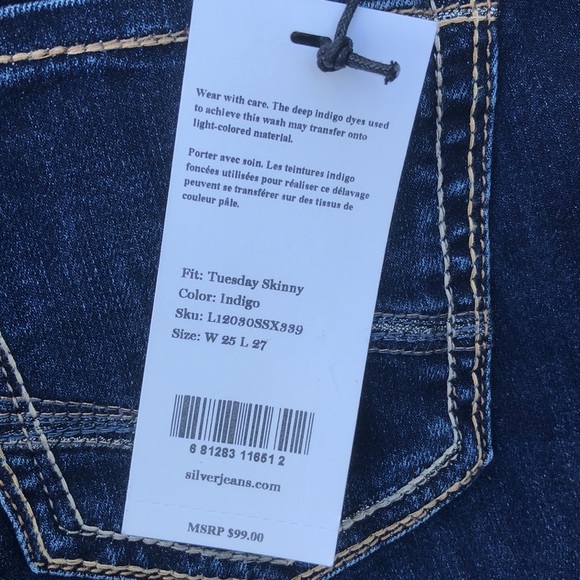 Wear with care. The deep indigo dyes used
to achieve this wash may transfer onto
light-colored material.
Porter avec soin. Les teintures indigo
foncées utilisées pour réaliser ce délavage
peuvent se transférer sur des tissus de
couleur pâle.
Fit: Tuesday Skinny
Color: Indigo
Sku: L12030SSX339
Size: W 25 L 27
6 81283 11651 2
silverjeans.com
MSRP $99.00